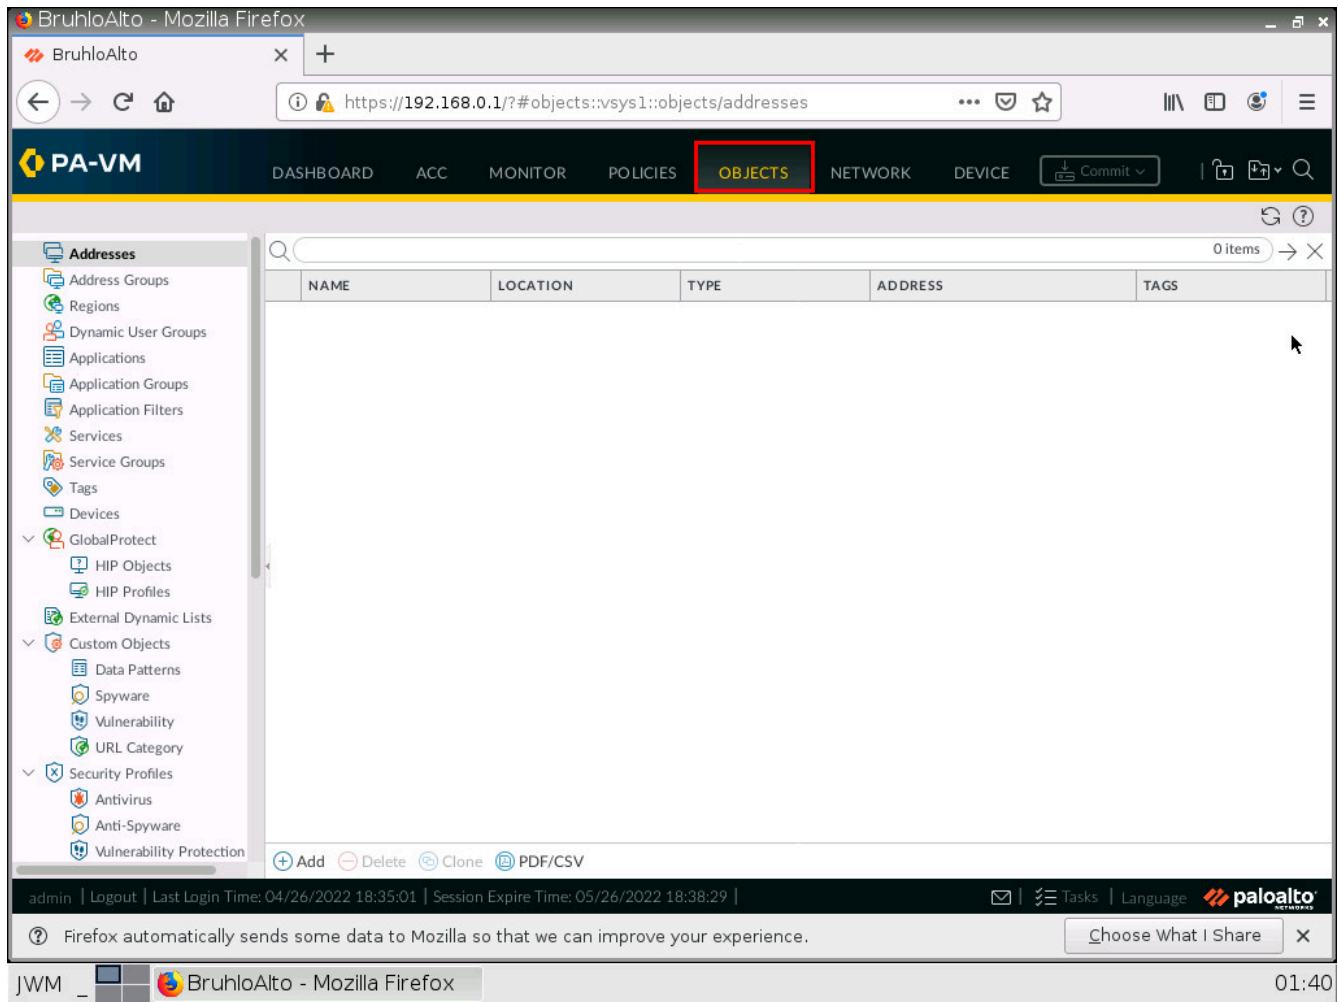 BruhloAlto - Mozilla Firefox
BruhloAlto
https://192.168.0.1/?#objects::vsys1::objects/addresses
PA-VM
DASHBOARD ACC MONITOR POLICIES OBJECTS NETWORK DEVICE Commit
Addresses
Address Groups
Regions
Dynamic User Groups
Applications
Application Groups
Application Filters
Services
Service Groups
Tags
Devices
GlobalProtect
HIP Objects
HIP Profiles
External Dynamic Lists
Custom Objects
Data Patterns
Spyware
Vulnerability
URL Category
Security Profiles
Antivirus
Anti-Spyware
Vulnerability Protection
0 items
NAME LOCATION TYPE ADDRESS TAGS
Add Delete Clone PDF/CSV
admin | Logout | Last Login Time: 04/26/2022 18:35:01 | Session Expire Time: 05/26/2022 18:38:29 |
| Tasks | Language paloalto NETWORKS
Firefox automatically sends some data to Mozilla so that we can improve your experience.
Choose What I Share
JWM _ BruhloAlto - Mozilla Firefox 01:40